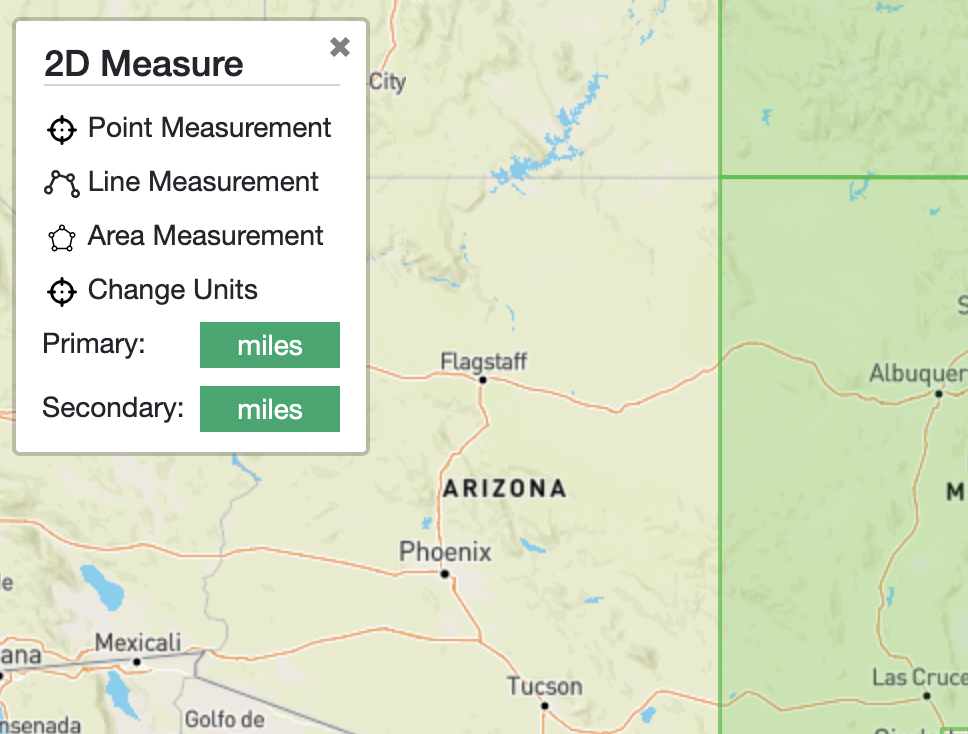 2D Measure
Point Measurement
Line Measurement
Area Measurement
Change Units
Primary: miles
Secondary: miles
City
Flagstaff
Albuquer
ARIZONA
M
Phoenix
Mexicali
ana
Tucson
Las Cruce
Golfo de
nsenada